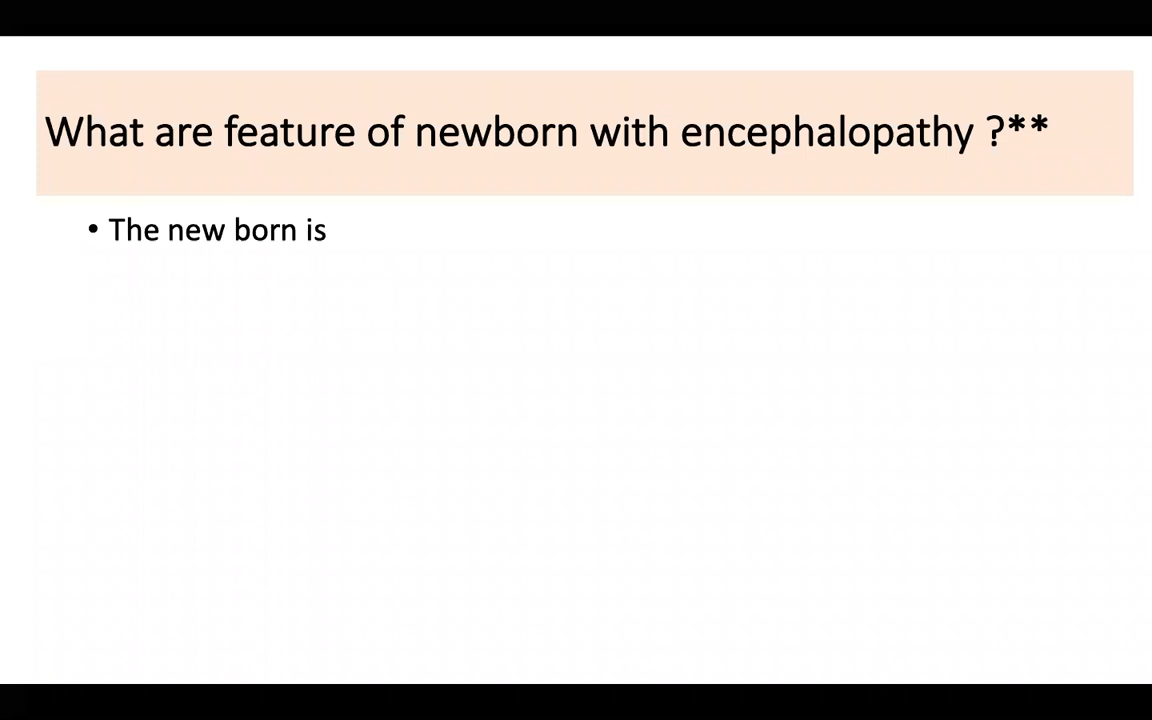 What are feature of newborn with encephalopathy ?**
• The new born is